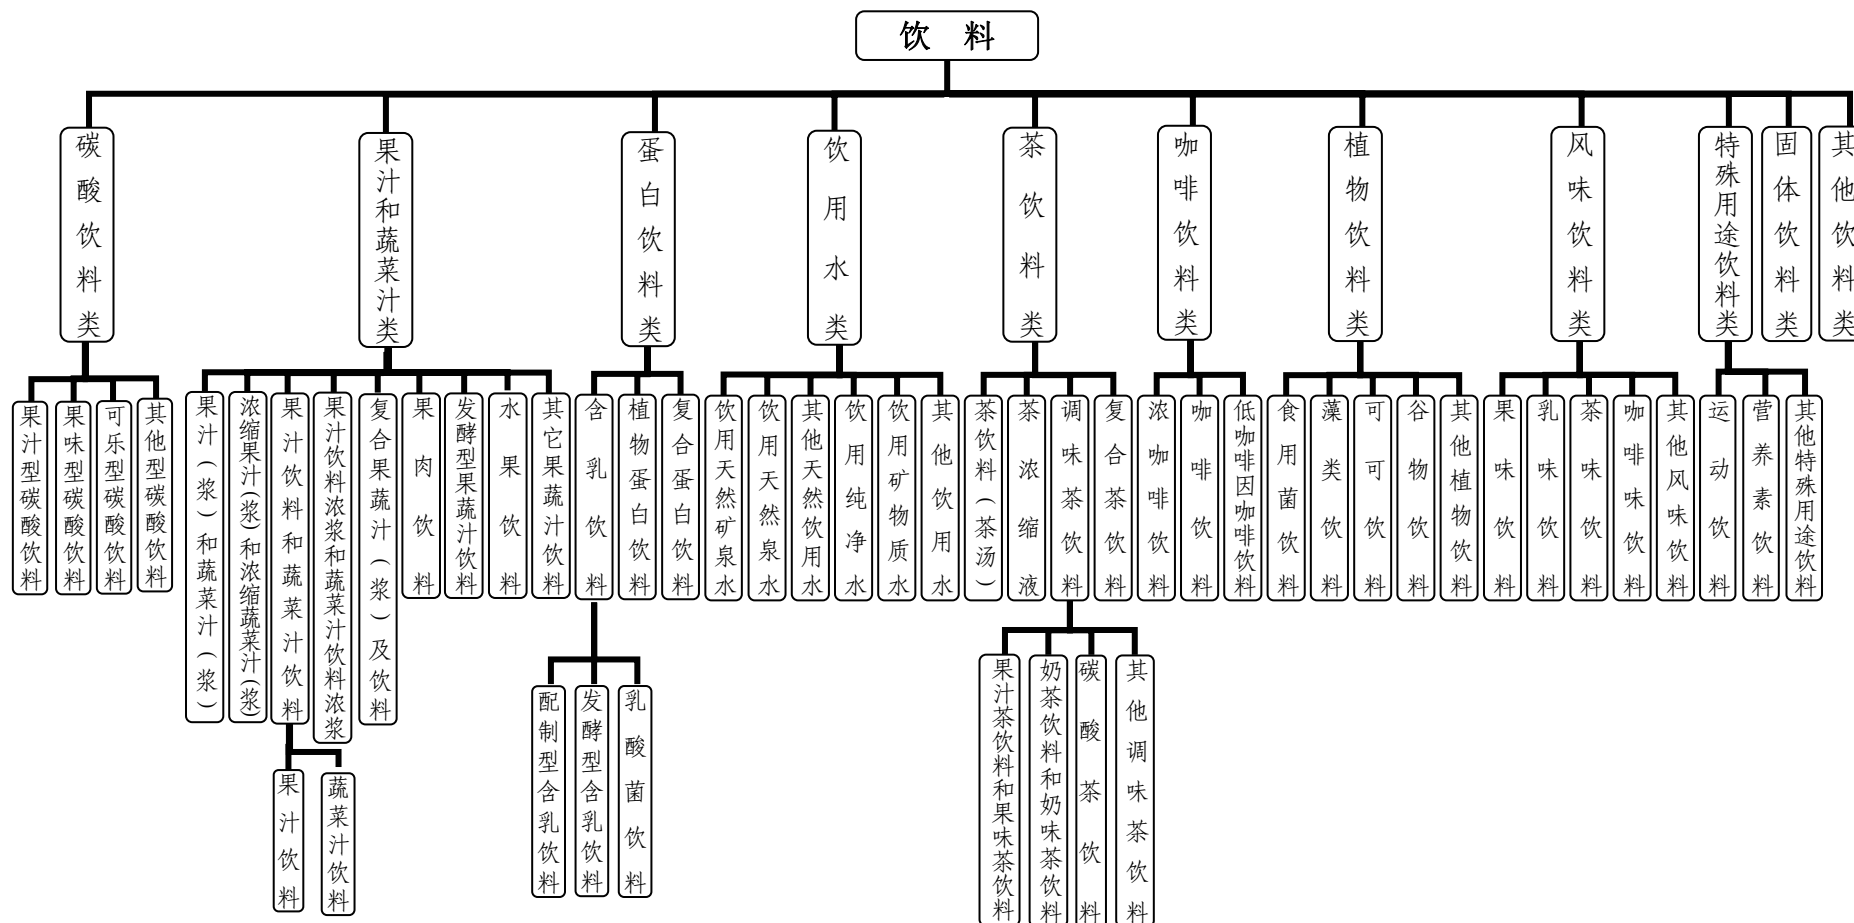 饮 料
碳酸饮料类
果汁和蔬菜汁类
蛋白饮料类
饮用水类
茶饮料类
咖啡饮料类
植物饮料类
风味饮料类
特殊用途饮料类
固体饮料类
其他饮料类
果汁型碳酸饮料
果味型碳酸饮料
可乐型碳酸饮料
其他型碳酸饮料
果汁（浆）和蔬菜汁（浆）
浓缩果汁(浆)和浓缩蔬菜汁(浆)
果汁饮料和蔬菜汁饮料
果汁饮料浓浆和蔬菜汁饮料浓浆
复合果蔬汁（浆）及饮料
果肉饮料
发酵型果蔬汁饮料
水果饮料
其它果蔬汁饮料
含乳饮料
植物蛋白饮料
复合蛋白饮料
饮用天然矿泉水
饮用天然泉水
其他天然饮用水
饮用纯净水
饮用矿物质水
其他饮用水
茶饮料(茶汤)
茶浓缩液
调味茶饮料
复合茶饮料
浓咖啡饮料
咖啡饮料
低咖啡因咖啡饮料
食用菌饮料
藻类饮料
可可饮料
谷物饮料
其他植物饮料
果味饮料
乳味饮料
茶味饮料
咖啡味饮料
其他风味饮料
运动饮料
营养素饮料
其他特殊用途饮料
果汁饮料
蔬菜汁饮料
配制型含乳饮料
发酵型含乳饮料
乳酸菌饮料
果汁茶饮料和果味茶饮料
奶茶饮料和奶味茶饮料
碳酸茶饮料
其他调味茶饮料